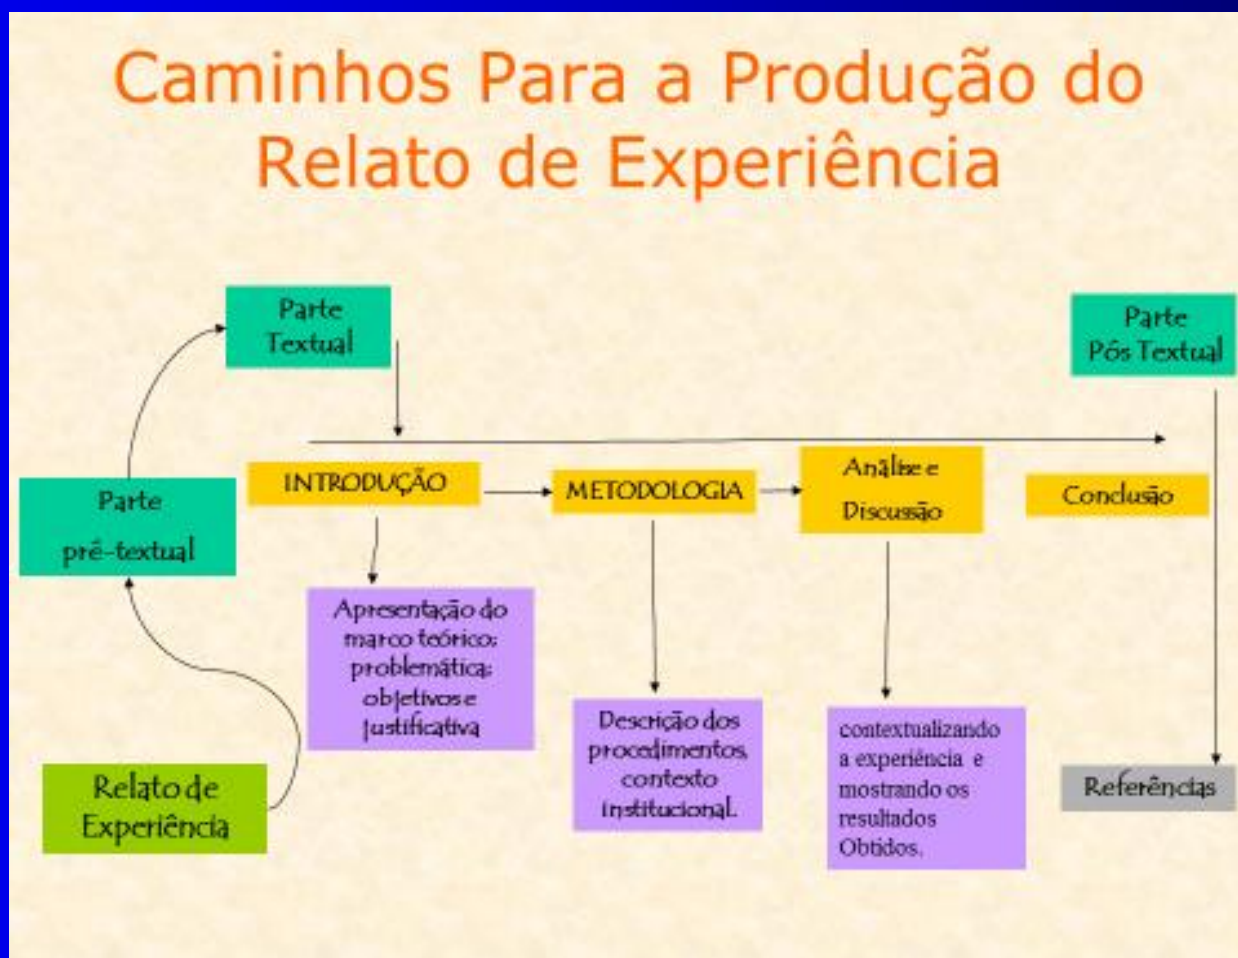 Caminhos Para a Produção do
Relato de Experiência
Parte
Textual
Parte
Pós Textual
Parte
pré-textual
INTRODUÇÃO
METODOLOGIA
Análise e
Discussão
Conclusão
Apresentação do
marco teórico;
problemática;
objetivos e
justificativa
Descrição dos
procedimentos,
contexto
institucional.
contextualizando
a experiência e
mostrando os
resultados
Obtidos.
Referências
Relato de
Experiência